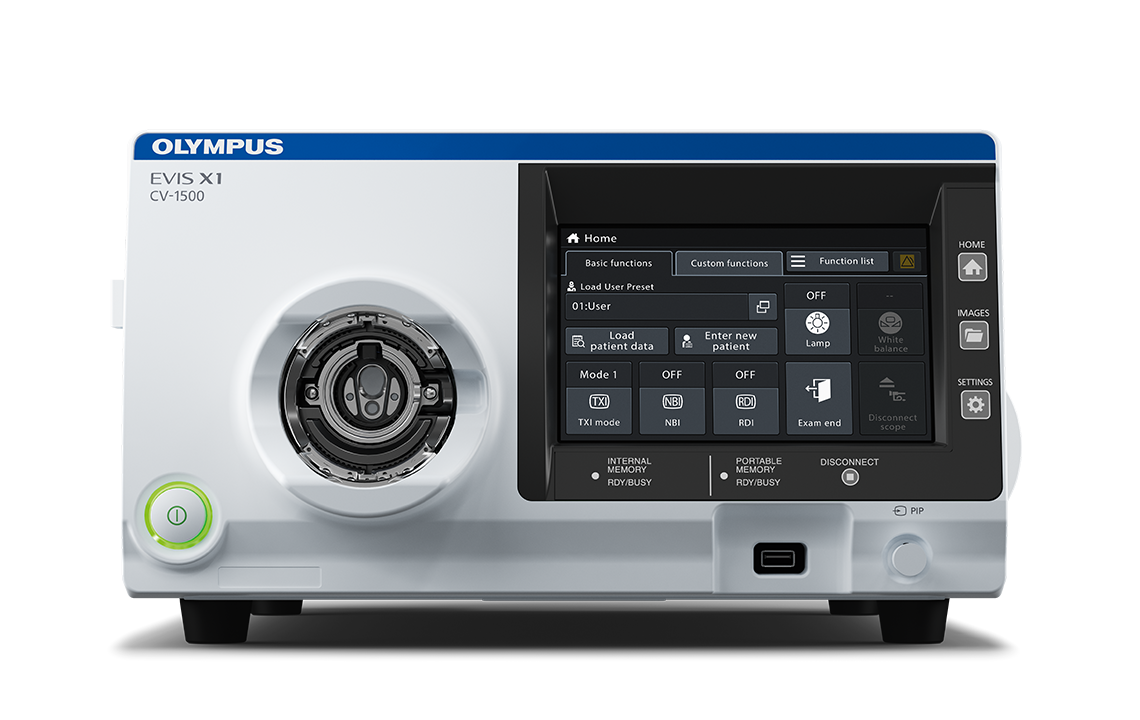 OLYMPUS
EVIS X1
CV-1500
Home
Basic functions
Custom functions
Function list
Load User Preset
01:User
Load
patient data
Enter new
patient
OFF
Lamp
--
White
balance
Mode 1
TXI
TXI mode
OFF
NBI
NBI
OFF
RDI
RDI
Exam end
Disconnect
scope
HOME
IMAGES
SETTINGS
INTERNAL
MEMORY
RDY/BUSY
PORTABLE
MEMORY
RDY/BUSY
DISCONNECT
PIP